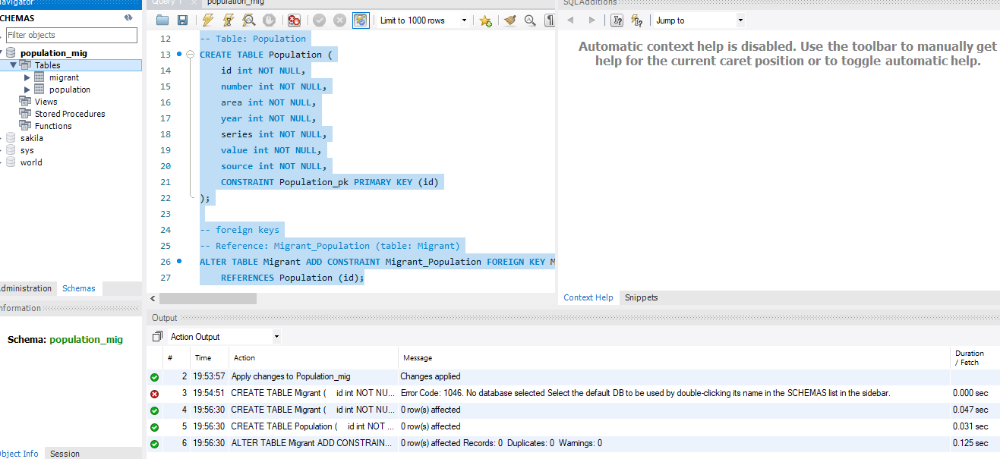 Navigator
SCHEMAS
Filter objects
population_mig
Tables
migrant
population
Views
Stored Procedures
Functions
sakila
sys
world
dministration Schemas
nformation
Schema: population_mig
bject Info Session
Query 1 population_mig
Limit to 1000 rows
12 -- Table: Population
13 CREATE TABLE Population (
14 id int NOT NULL,
15 number int NOT NULL,
16 area int NOT NULL,
17 year int NOT NULL,
18 series int NOT NULL,
19 value int NOT NULL,
20 source int NOT NULL,
21 CONSTRAINT Population_pk PRIMARY KEY (id)
22 );
23
24 -- foreign keys
25 -- Reference: Migrant_Population (table: Migrant)
26 ALTER TABLE Migrant ADD CONSTRAINT Migrant_Population FOREIGN KEY M
27 REFERENCES Population (id);
SQLAdditions
Jump to
Automatic context help is disabled. Use the toolbar to manually get
help for the current caret position or to toggle automatic help.
Context Help Snippets
Output
Action Output
# Time Action Message Duration / Fetch
2 19:53:57 Apply changes to Population_mig Changes applied
3 19:54:51 CREATE TABLE Migrant ( id int NOT NU... Error Code: 1046. No database selected Select the default DB to be used by double-clicking its name in the SCHEMAS list in the sidebar. 0.000 sec
4 19:56:30 CREATE TABLE Migrant ( id int NOT NU... 0 row(s) affected 0.047 sec
5 19:56:30 CREATE TABLE Population ( id int NOT ... 0 row(s) affected 0.031 sec
6 19:56:30 ALTER TABLE Migrant ADD CONSTRAIN... 0 row(s) affected Records: 0 Duplicates: 0 Warnings: 0 0.125 sec